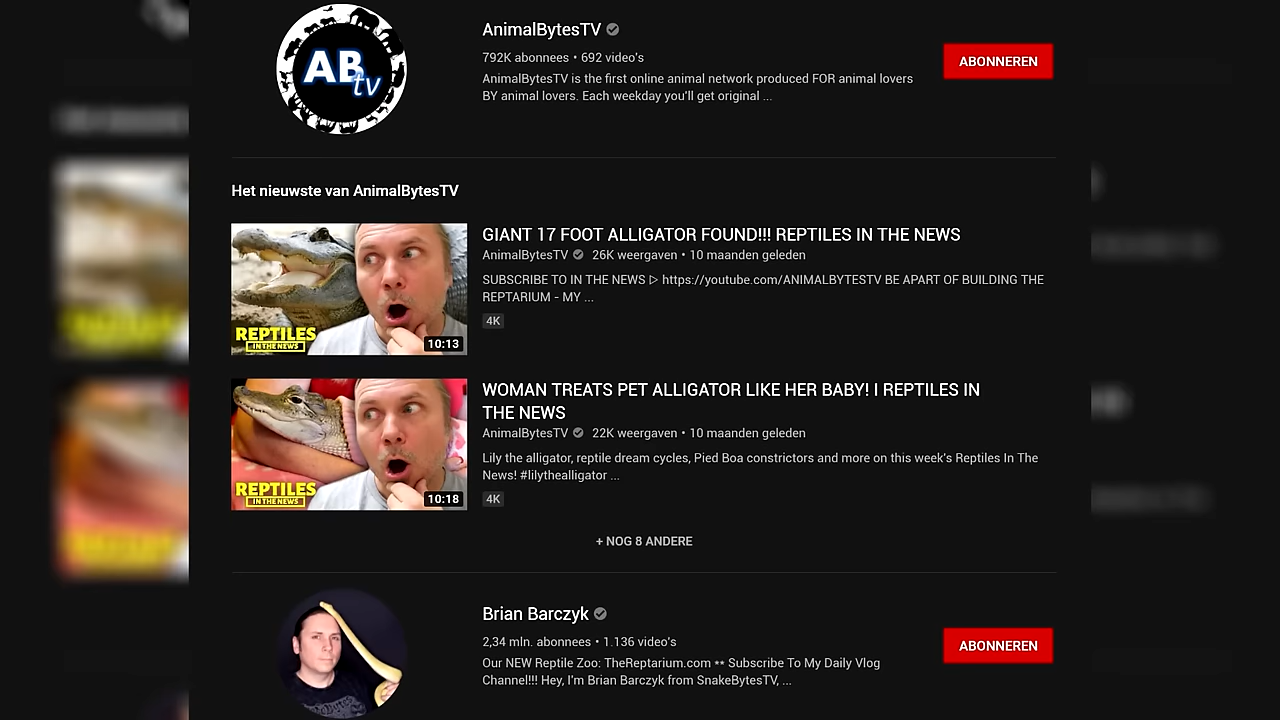 AB
tv
AnimalBytesTV
792K abonnees • 692 video's
AnimalBytesTV is the first online animal network produced FOR animal lovers
BY animal lovers. Each weekday you'll get original ...
ABONNEREN
Het nieuwste van AnimalBytesTV
REPTILES
IN THE NEWS
10:13
GIANT 17 FOOT ALLIGATOR FOUND!!! REPTILES IN THE NEWS
AnimalBytesTV 26K weergaven • 10 maanden geleden
SUBSCRIBE TO IN THE NEWS ▷ https://youtube.com/ANIMALBYTESTV BE APART OF BUILDING THE
REPTARIUM - MY ...
4K
REPTILES
IN THE NEWS
10:18
WOMAN TREATS PET ALLIGATOR LIKE HER BABY! I REPTILES IN
THE NEWS
AnimalBytesTV 22K weergaven • 10 maanden geleden
Lily the alligator, reptile dream cycles, Pied Boa constrictors and more on this week's Reptiles In The
News! #lilythealligator ...
4K
+ NOG 8 ANDERE
Brian Barczyk
2,34 mln. abonnees • 1.136 video's
Our NEW Reptile Zoo: TheReptarium.com ** Subscribe To My Daily Vlog
Channel!!! Hey, I'm Brian Barczyk from SnakeBytesTV, ...
ABONNEREN